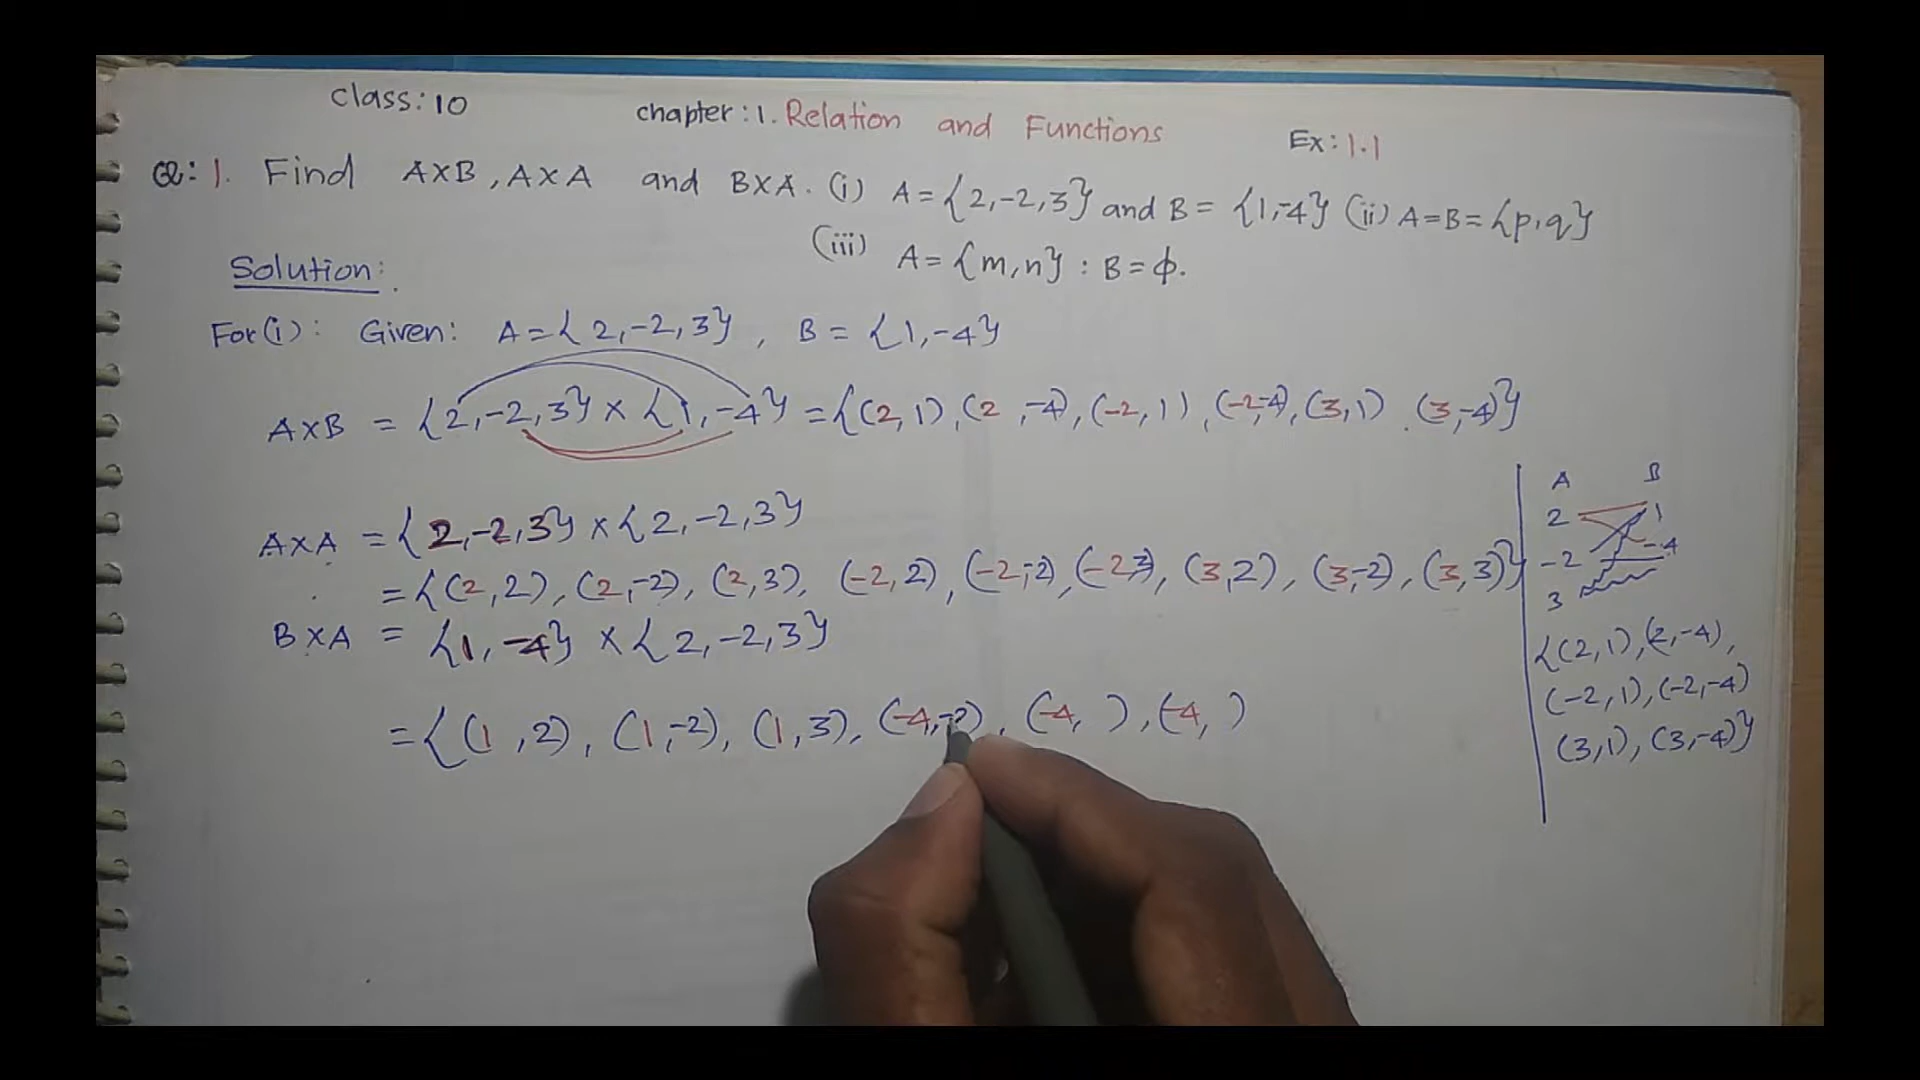 class: 10 chapter: 1. Relation and Functions Ex: 1.1
Q: 1. Find A×B, A×A and B×A. (i) A = {2, -2, 3} and B = {1, -4} (ii) A = B = {p, q}
(iii) A = {m, n} : B = ϕ.
Solution:
For (i): Given: A = {2, -2, 3}, B = {1, -4}
A×B = {2, -2, 3} × {1, -4} = {(2, 1), (2, -4), (-2, 1), (-2, -4), (3, 1), (3, -4)}
A×A = {2, -2, 3} × {2, -2, 3}
= {(2, 2), (2, -2), (2, 3), (-2, 2), (-2, -2), (-2, 3), (3, 2), (3, -2), (3, 3)}
B×A = {1, -4} × {2, -2, 3}
= {(1, 2), (1, -2), (1, 3), (-4, ), (-4, ), (-4, )
A B
2 1
-2 -4
3
{(2, 1), (2, -4),
(-2, 1), (-2, -4)
(3, 1), (3, -4)}